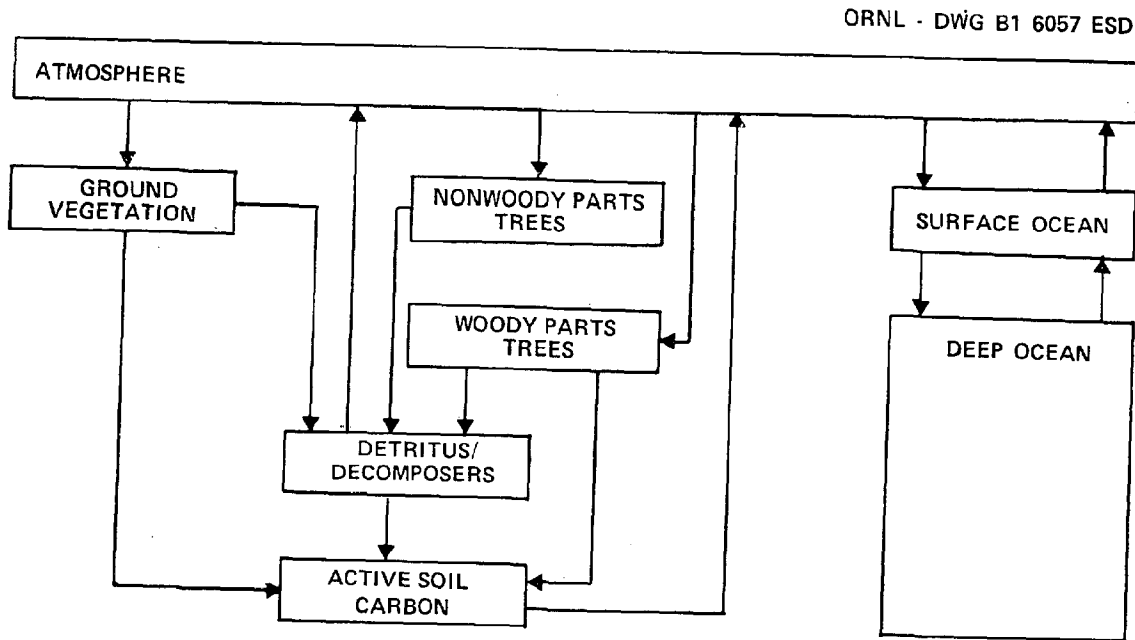 ORNL - DWG B1 6057 ESD
ATMOSPHERE
GROUND
VEGETATION
NONWOODY PARTS
TREES
SURFACE OCEAN
WOODY PARTS
TREES
DEEP OCEAN
DETRITUS/
DECOMPOSERS
ACTIVE SOIL
CARBON